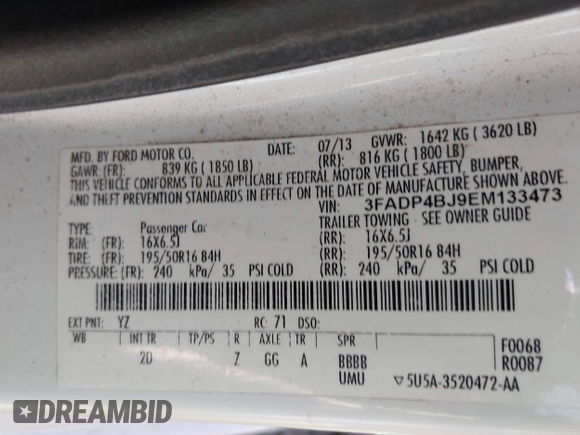 MFD. BY FORD MOTOR CO.
DATE: 07/13 GVWR: 1642 KG ( 3620 LB)
GAWR: (FR): 839 KG ( 1850 LB) (RR): 816 KG ( 1800 LB)
THIS VEHICLE CONFORMS TO ALL APPLICABLE FEDERAL MOTOR VEHICLE SAFETY, BUMPER,
AND THEFT PREVENTION STANDARDS IN EFFECT ON THE DATE OF MANUFACTURE SHOWN ABOVE.
VIN: 3FADP4BJ9EM133473
TYPE: Passenger Car TRAILER TOWING - SEE OWNER GUIDE
RIM: (FR): 16X6.5J (RR): 16X6.5J
TIRE: (FR): 195/50R16 84H (RR): 195/50R16 84H
PRESSURE: (FR): 240 kPa/ 35 PSI COLD (RR): 240 kPa/ 35 PSI COLD
EXT PNT: YZ RC: 71 DSO:
WB INT TR TP/PS R AXLE TR SPR F0068
2D Z GG A BBBB R0087
UMU ▽5U5A-3520472-AA
DREAMBID